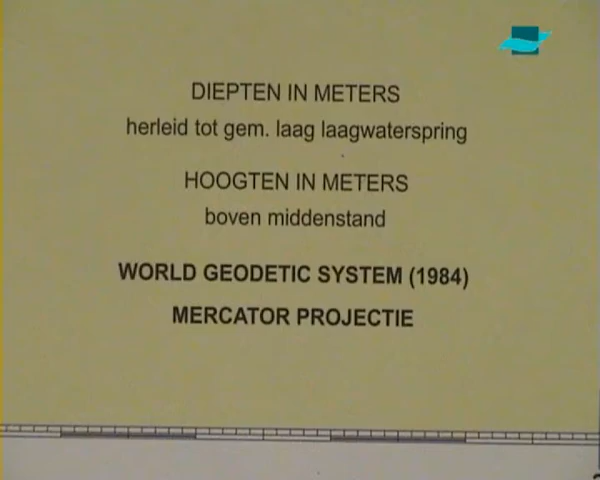 DIEPTEN IN METERS
herleid tot gem. laag laagwaterspring
HOOGTEN IN METERS
boven middenstand
WORLD GEODETIC SYSTEM (1984)
MERCATOR PROJECTIE